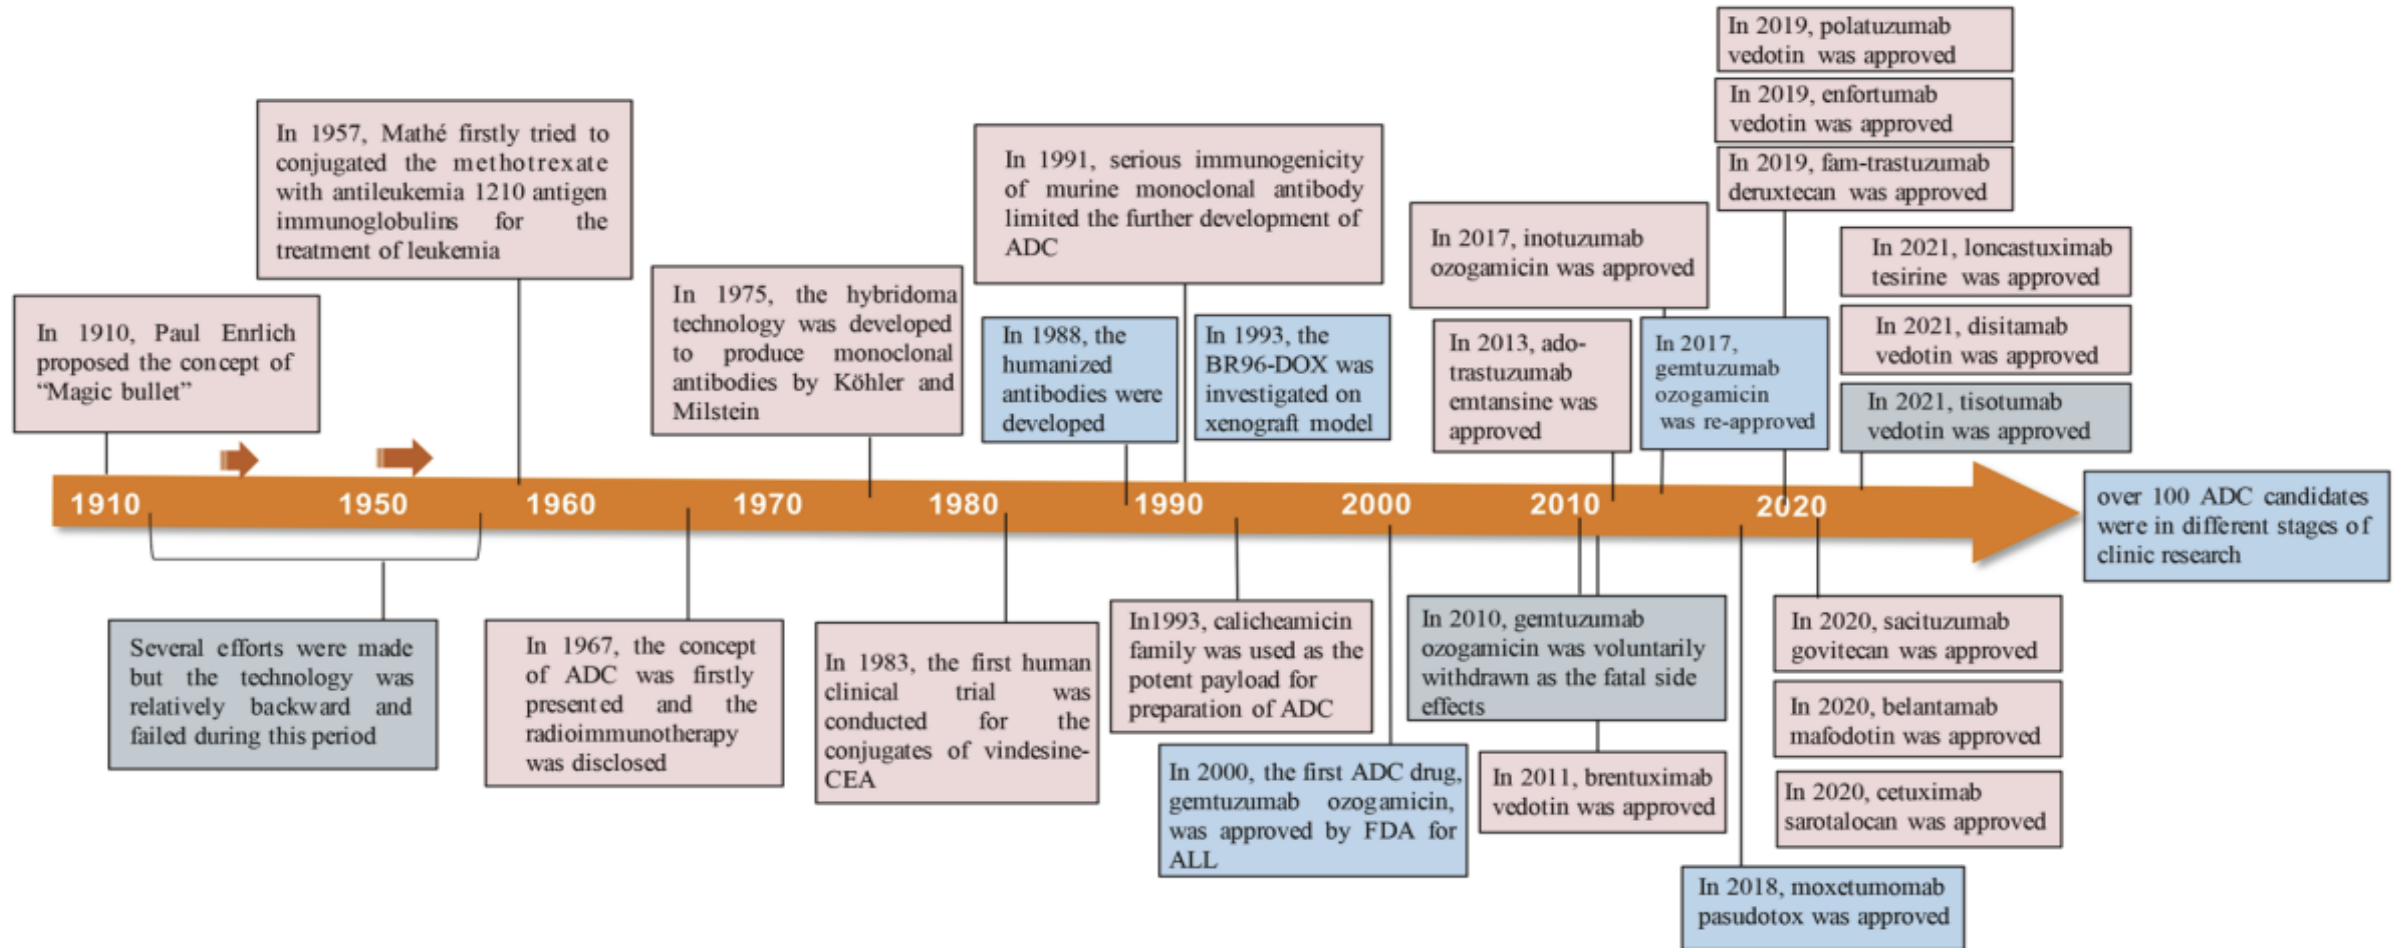 In 2019, polatuzumab
vedotin was approved
In 2019, enfortumab
vedotin was approved
In 2019, fam-trastuzumab
deruxtecan was approved
In 1957, Mathé firstly tried to
conjugated the methotrexate
with antileukemia 1210 antigen
immunoglobulins for the
treatment of leukemia
In 1991, serious immunogenicity
of murine monoclonal antibody
limited the further development of
ADC
In 2017, inotuzumab
ozogamicin was approved
In 2021, loncastuximab
tesirine was approved
In 1910, Paul Enrlich
proposed the concept of
“Magic bullet”
In 1975, the hybridoma
technology was developed
to produce monoclonal
antibodies by Köhler and
Milstein
In 1988, the
humanized
antibodies were
developed
In 1993, the
BR96-DOX was
investigated on
xenograft model
In 2013, ado-
trastuzumab
emtansine was
approved
In 2017,
gemtuzumab
ozogamicin
was re-approved
In 2021, disitamab
vedotin was approved
In 2021, tisotumab
vedotin was approved
1910 1950 1960 1970 1980 1990 2000 2010 2020
over 100 ADC candidates
were in different stages of
clinic research
Several efforts were made
but the technology was
relatively backward and
failed during this period
In 1967, the concept
of ADC was firstly
presented and the
radioimmunotherapy
was disclosed
In 1983, the first human
clinical trial was
conducted for the
conjugates of vindesine-
CEA
In1993, calicheamicin
family was used as the
potent payload for
preparation of ADC
In 2000, the first ADC drug,
gemtuzumab ozogamicin,
was approved by FDA for
ALL
In 2010, gemtuzumab
ozogamicin was voluntarily
withdrawn as the fatal side
effects
In 2011, brentuximab
vedotin was approved
In 2020, sacituzumab
govitecan was approved
In 2020, belantamab
mafodotin was approved
In 2020, cetuximab
sarotalocan was approved
In 2018, moxetumomab
pasudotox was approved